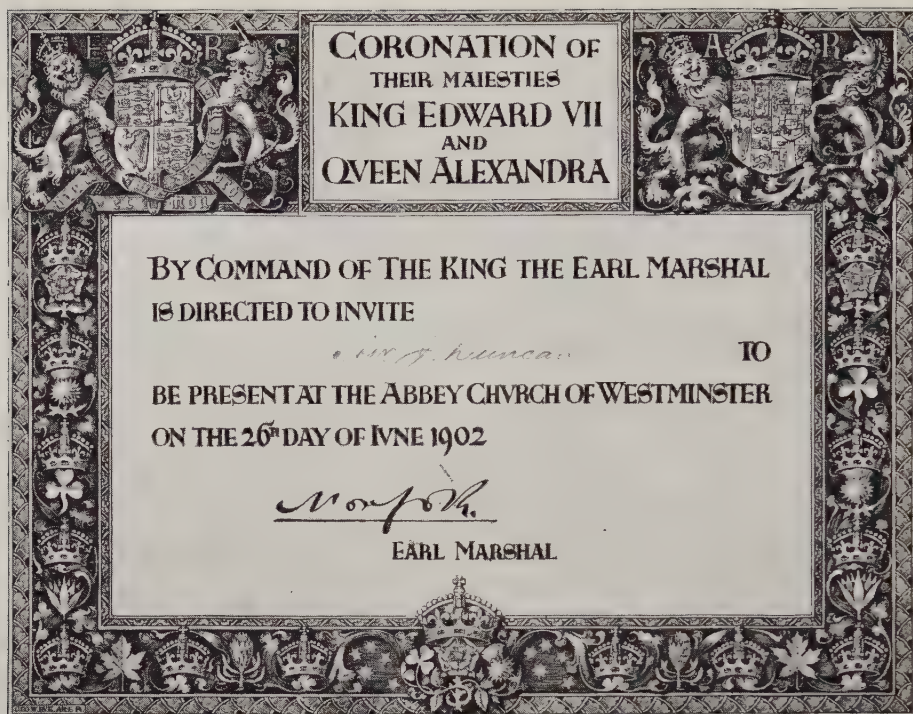 E R
CORONATION OF
THEIR MAIESTIES
KING EDWARD VII
AND
QVEEN ALEXANDRA
A R
BY COMMAND OF THE KING THE EARL MARSHAL
IS DIRECTED TO INVITE
TO
BE PRESENT AT THE ABBEY CHVRCH OF WESTMINSTER
ON THE 26TH DAY OF IVNE 1902
Norfolk.
EARL MARSHAL